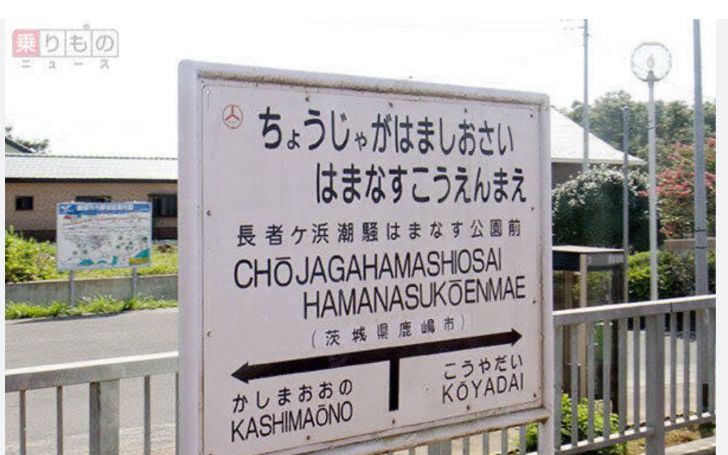 乗りもの
ニュース
ちょうじゃがはましおさい
はまなすこうえんまえ
長者ケ浜潮騒はまなす公園前
CHŌJAGAHAMASHIOSAI
HAMANASUKŌENMAE
(茨城県鹿嶋市)
かしまおおの
KASHIMAŌNO
こうやだい
KŌYADAI